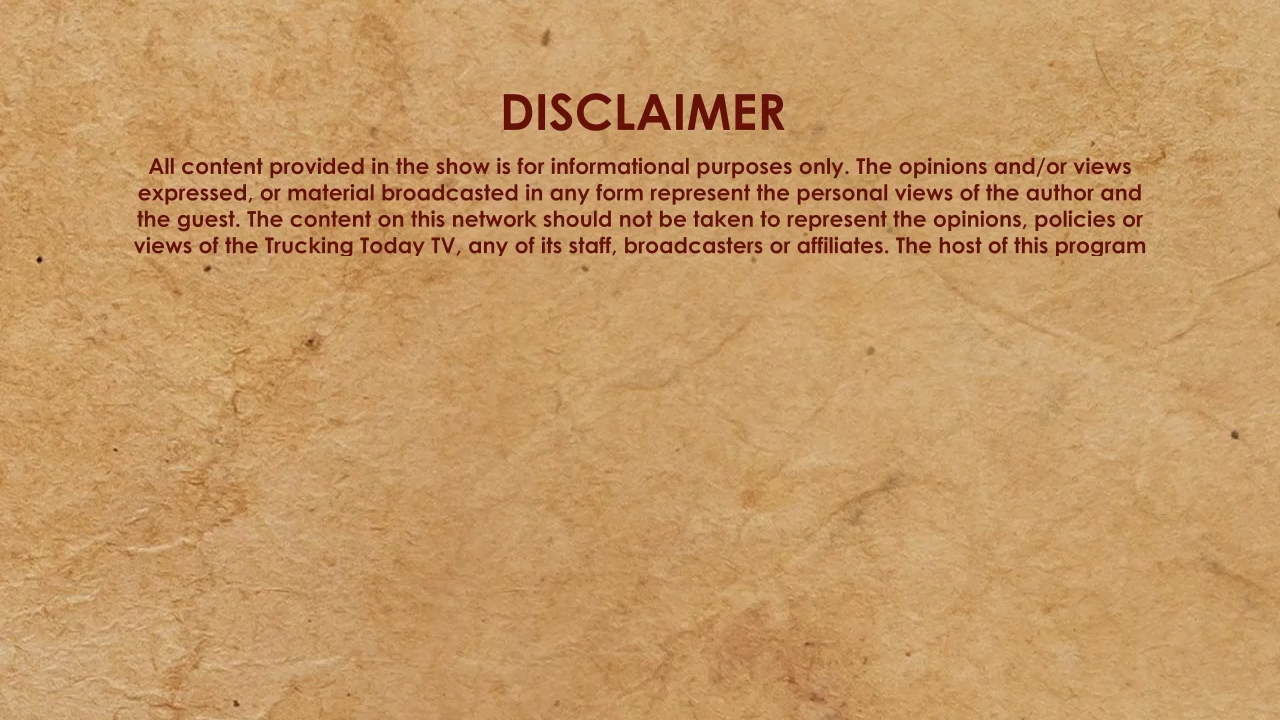 DISCLAIMER
All content provided in the show is for informational purposes only. The opinions and/or views
expressed, or material broadcasted in any form represent the personal views of the author and
the guest. The content on this network should not be taken to represent the opinions, policies or
views of the Trucking Today TV, any of its staff, broadcasters or affiliates. The host of this program